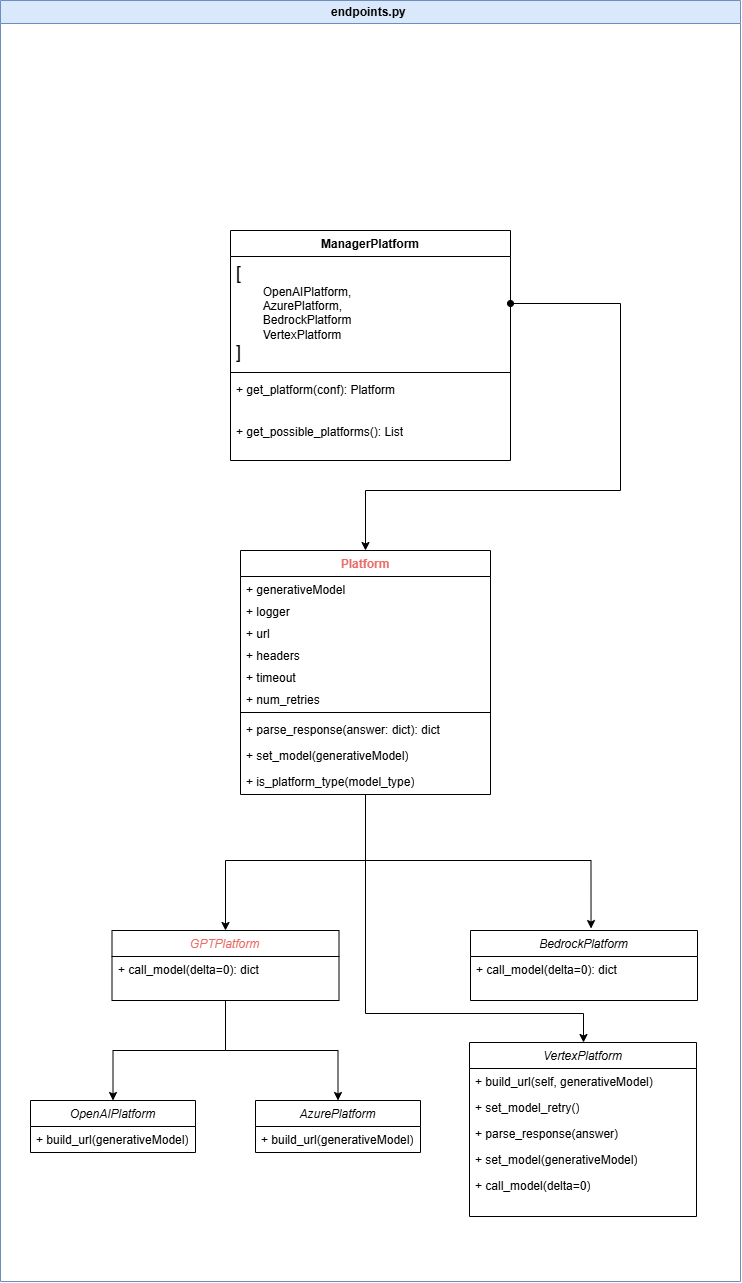 endpoints.py
ManagerPlatform
[
OpenAIPlatform,
AzurePlatform,
BedrockPlatform
VertexPlatform
]
+ get_platform(conf): Platform
+ get_possible_platforms(): List
Platform
+ generativeModel
+ logger
+ url
+ headers
+ timeout
+ num_retries
+ parse_response(answer: dict): dict
+ set_model(generativeModel)
+ is_platform_type(model_type)
GPTPlatform
+ call_model(delta=0): dict
BedrockPlatform
+ call_model(delta=0): dict
OpenAIPlatform
+ build_url(generativeModel)
AzurePlatform
+ build_url(generativeModel)
VertexPlatform
+ build_url(self, generativeModel)
+ set_model_retry()
+ parse_response(answer)
+ set_model(generativeModel)
+ call_model(delta=0)